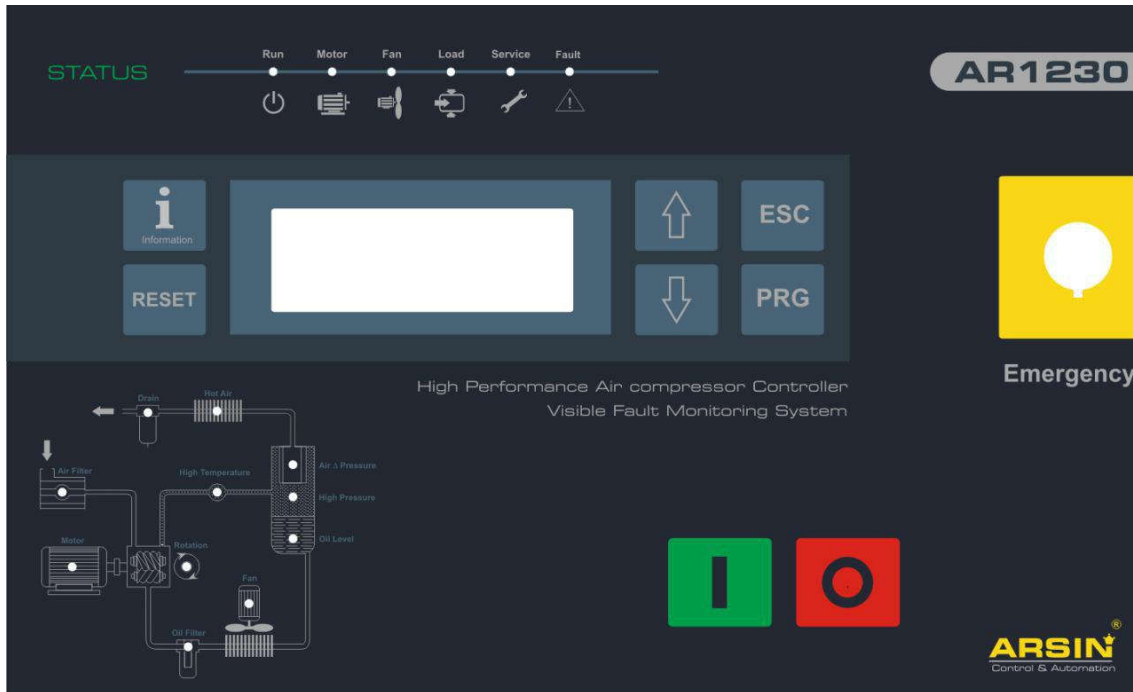 Run Motor Fan Load Service Fault
STATUS
AR1230
i
Information
ESC
RESET
PRG
High Performance Air compressor Controller
Visible Fault Monitoring System
Emergency
Drain
Hot Air
Air Filter
High Temperature
Air Δ Pressure
High Pressure
Motor
Rotation
Oil Level
Fan
Oil Filter
ARSIN®
Control & Automation